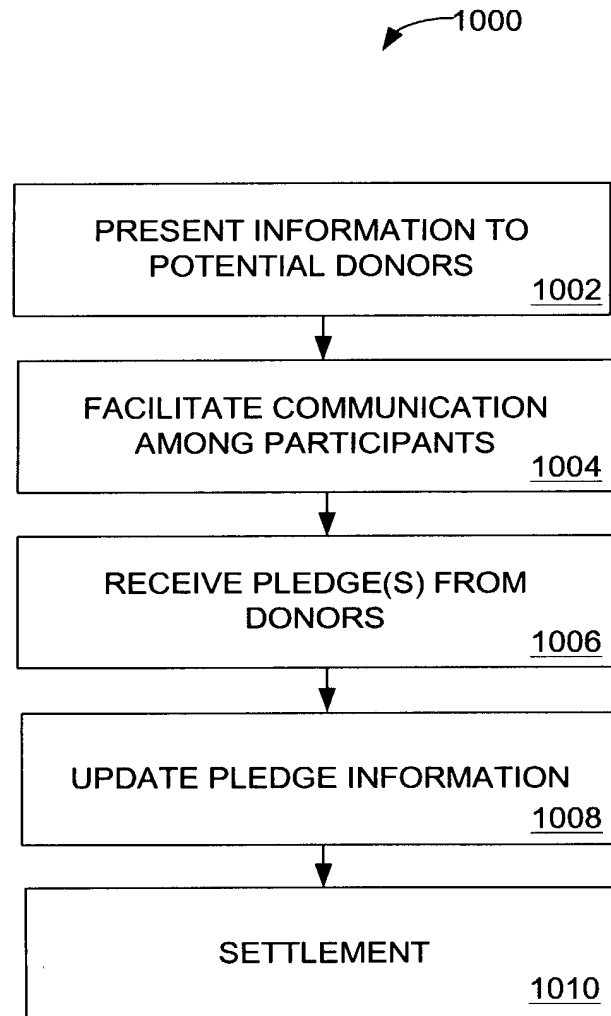 1000
PRESENT INFORMATION TO
POTENTIAL DONORS
1002
FACILITATE COMMUNICATION
AMONG PARTICIPANTS
1004
RECEIVE PLEDGE(S) FROM
DONORS
1006
UPDATE PLEDGE INFORMATION
1008
SETTLEMENT
1010